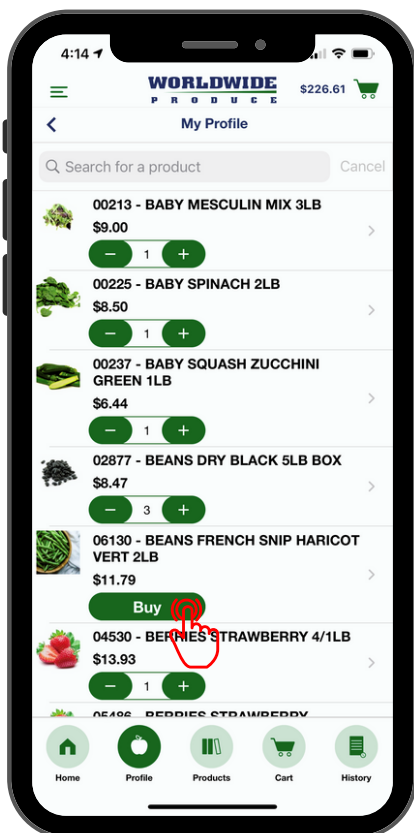 4:14
WORLDWIDE
PRODUCE
$226.61
My Profile
Search for a product
Cancel
00213 - BABY MESCULIN MIX 3LB
$9.00
1
00225 - BABY SPINACH 2LB
$8.50
1
00237 - BABY SQUASH ZUCCHINI
GREEN 1LB
$6.44
1
02877 - BEANS DRY BLACK 5LB BOX
$8.47
3
06130 - BEANS FRENCH SNIP HARICOT
VERT 2LB
$11.79
Buy
04530 - BERRIES STRAWBERRY 4/1LB
$13.93
1
05486 - BERRIES STRAWBERRY
Home
Profile
Products
Cart
History